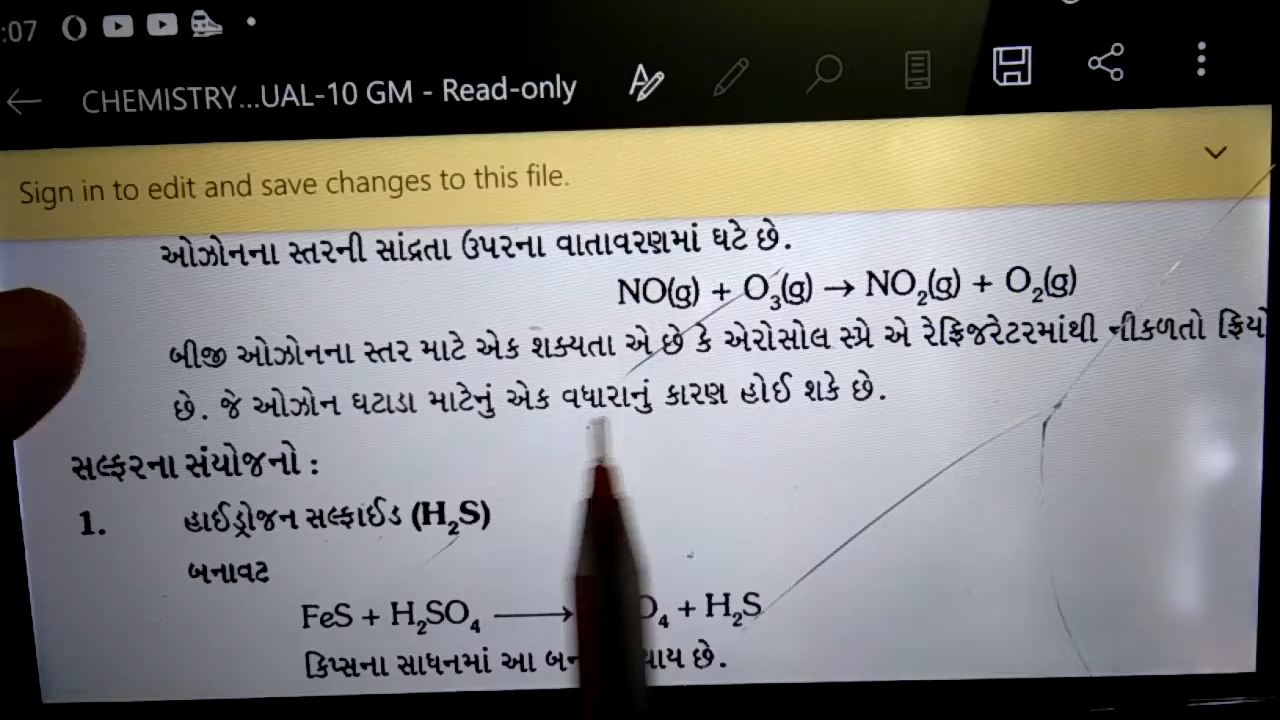 :07
CHEMISTRY...UAL-10 GM - Read-only
Sign in to edit and save changes to this file.
ઓઝોનના સ્તરની સાંદ્રતા ઉપરના વાતાવરણમાં ઘટે છે.
NO(g) + O₃(g) → NO₂(g) + O₂(g)
બીજી ઓઝોનના સ્તર માટે એક શક્યતા એ છે કે એરોસોલ સ્પ્રે એ રેફ્રિજરેટરમાંથી નીકળતો
છે. જે ઓઝોન ઘટાડા માટેનું એક વધારાનું કારણ હોઈ શકે છે.
સલ્ફરના સંયોજનો :
1. હાઈડ્રોજન સલ્ફાઈડ (H₂S)
બનાવટ
FeS + H₂SO₄ ⟶ + H₂S
કિપ્સના સાધનમાં આ છે.